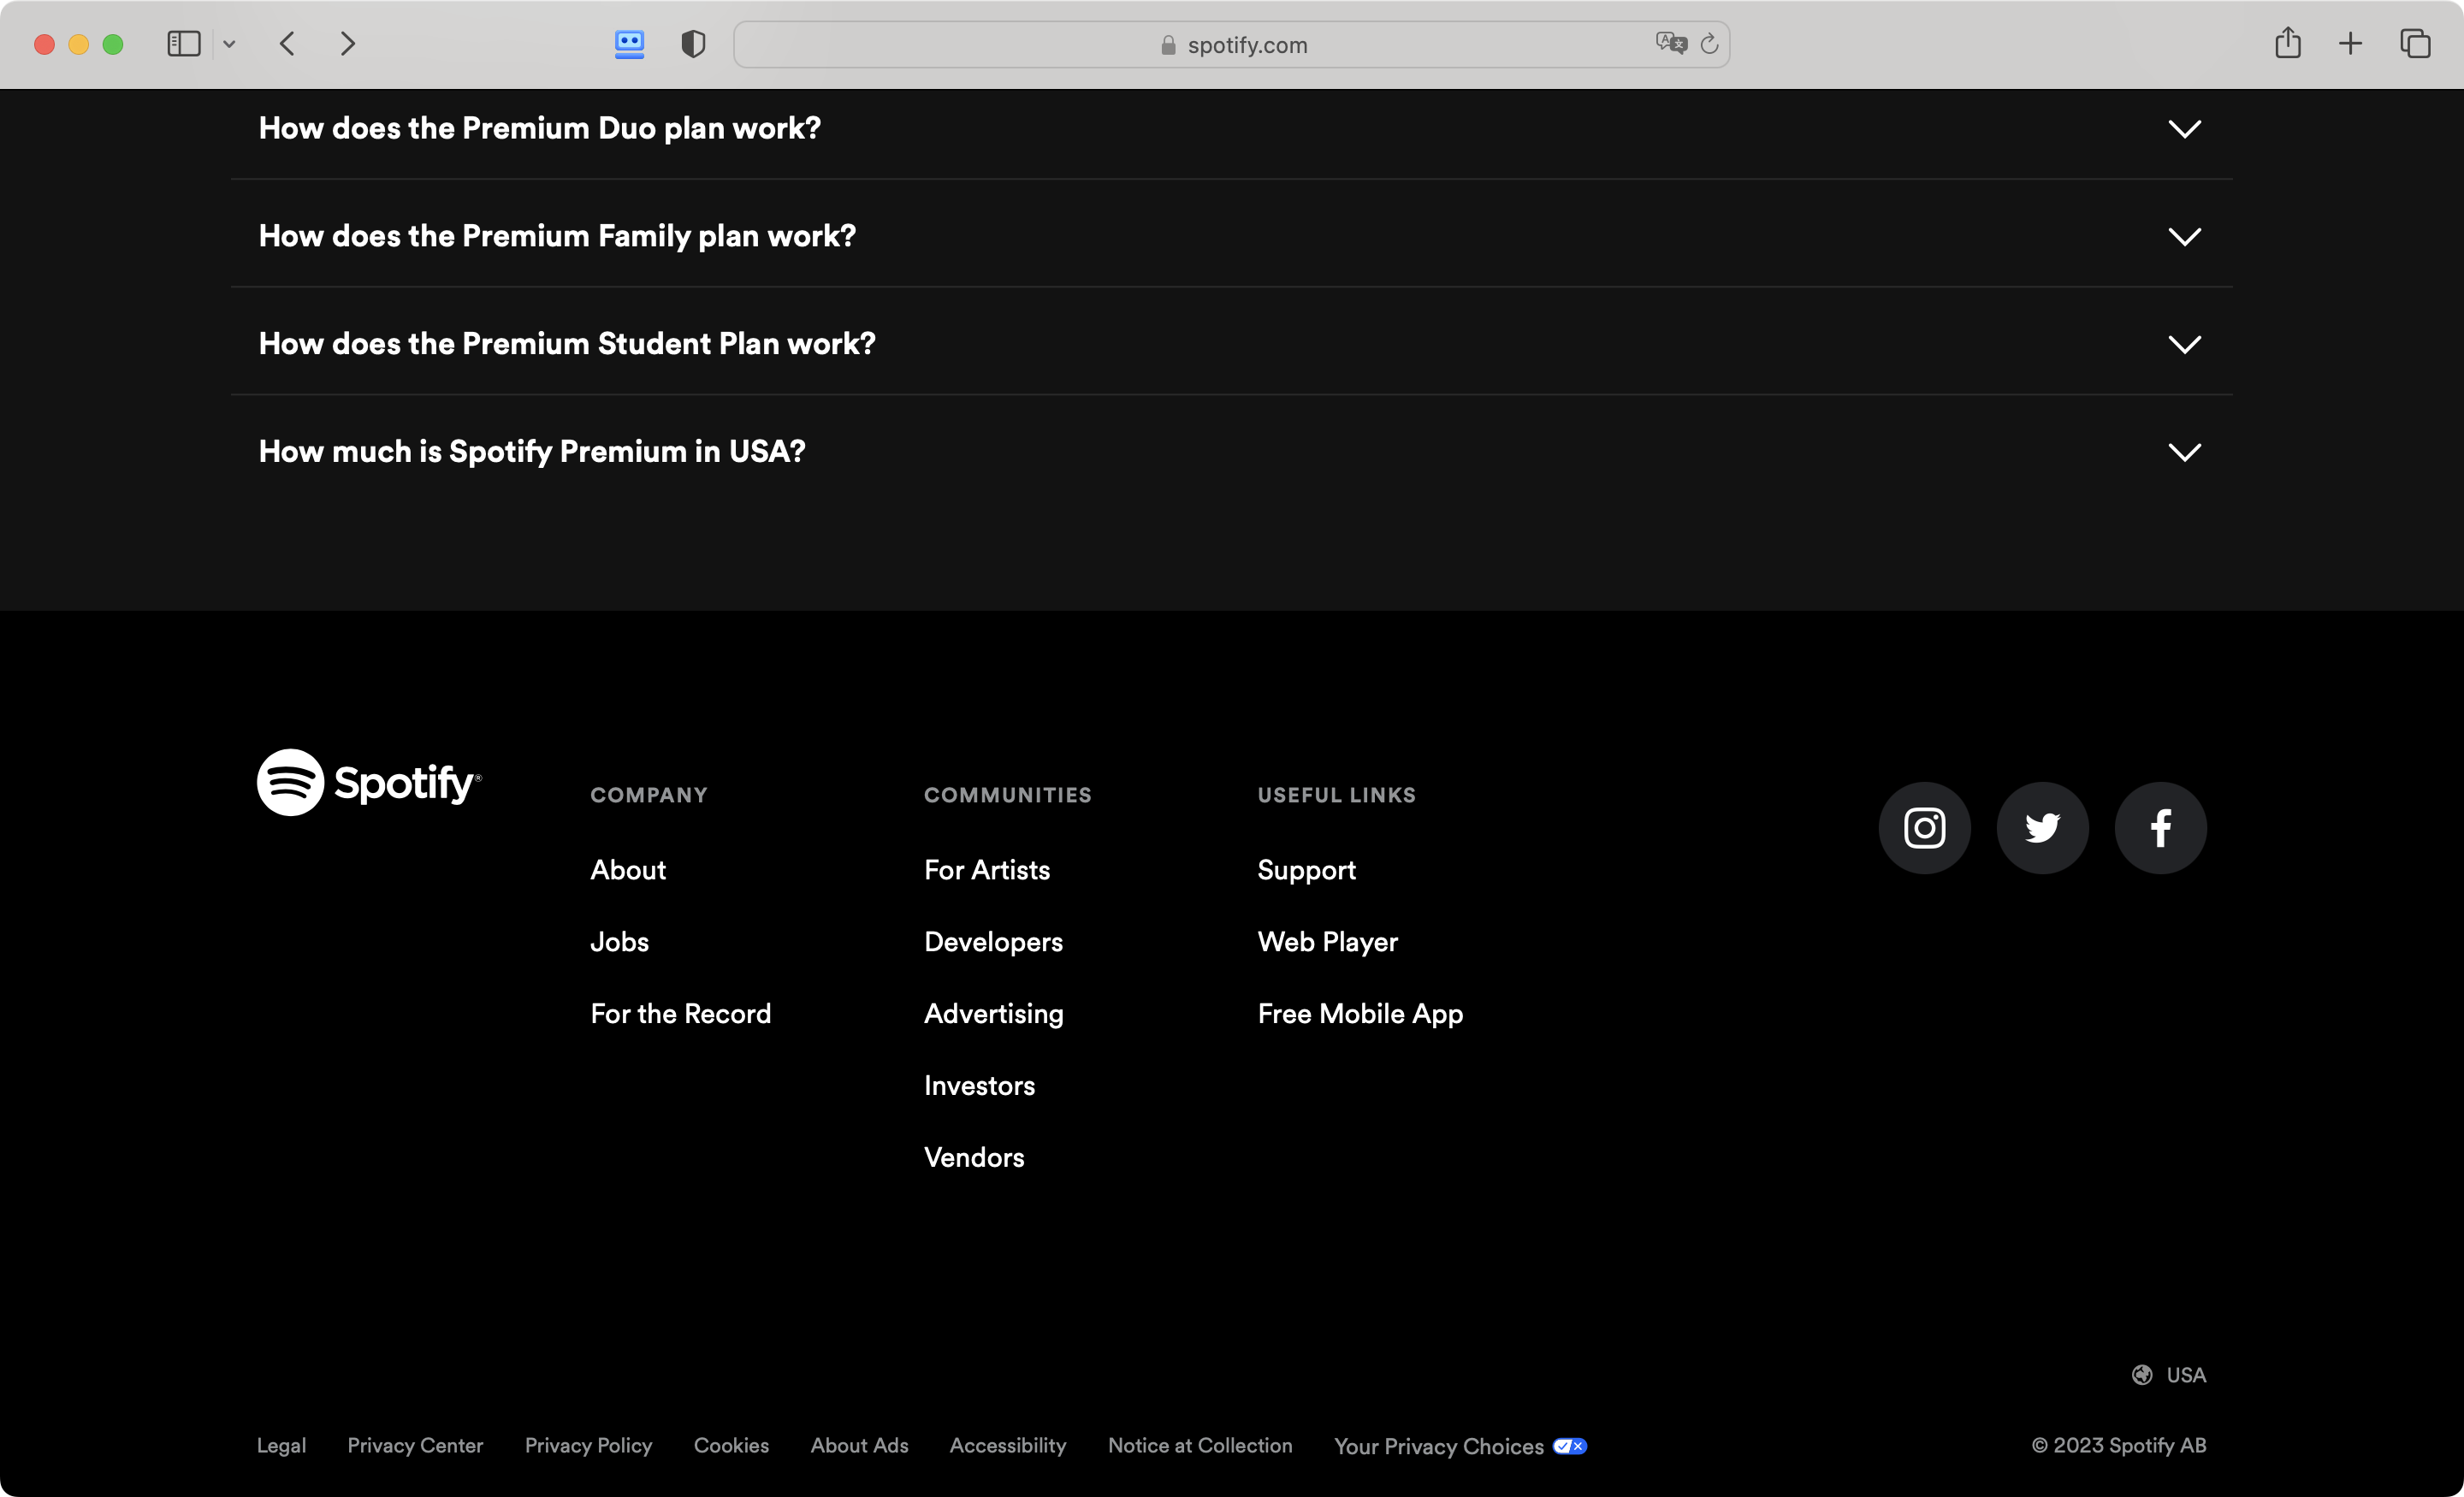 spotify.com
How does the Premium Duo plan work?
How does the Premium Family plan work?
How does the Premium Student Plan work?
How much is Spotify Premium in USA?
Spotify®
COMPANY
About
Jobs
For the Record
COMMUNITIES
For Artists
Developers
Advertising
Investors
Vendors
USEFUL LINKS
Support
Web Player
Free Mobile App
USA
Legal Privacy Center Privacy Policy Cookies About Ads Accessibility Notice at Collection Your Privacy Choices © 2023 Spotify AB